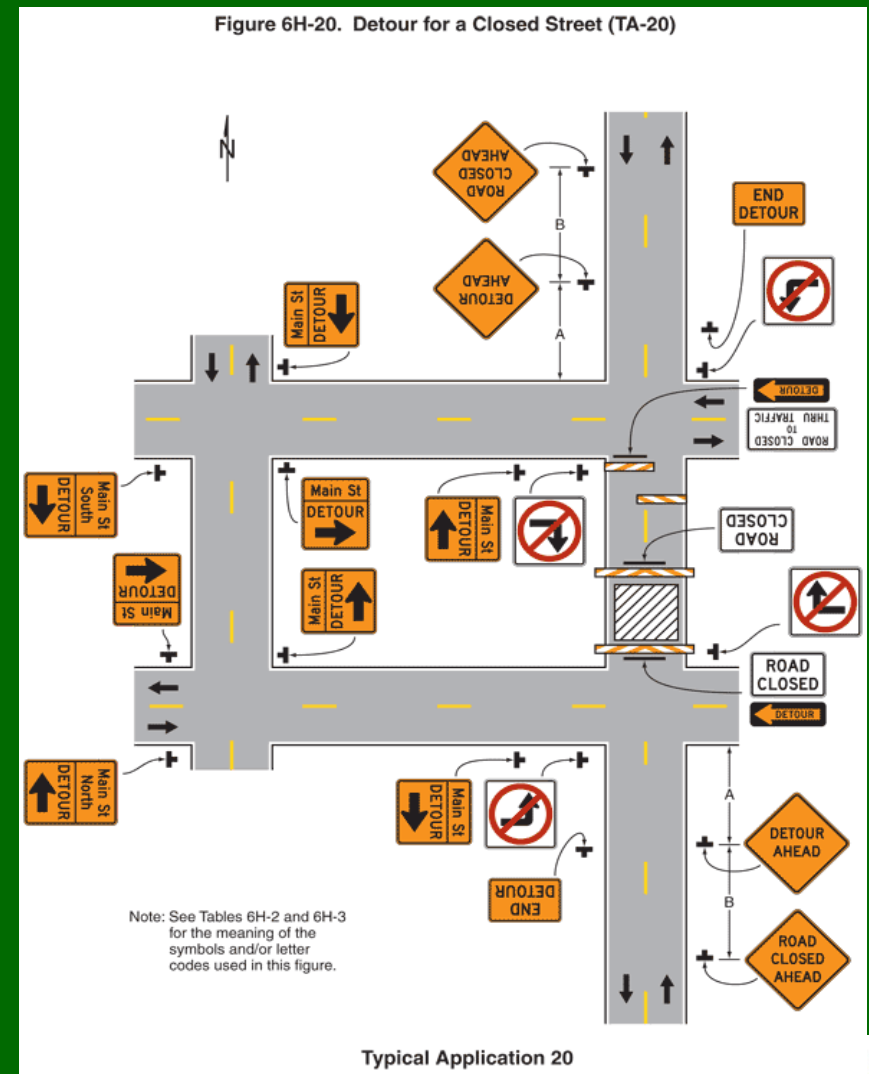 Figure 6H-20. Detour for a Closed Street (TA-20)
N
ROAD
CLOSED
AHEAD
B
DETOUR
AHEAD
A
END
DETOUR
Main St
DETOUR
DETOUR
ROAD CLOSED
TO
THRU TRAFFIC
Main St
South
DETOUR
Main St
DETOUR
Main St
DETOUR
ROAD
CLOSED
Main St
DETOUR
Main St
DETOUR
ROAD
CLOSED
DETOUR
Main St
North
DETOUR
Main St
DETOUR
A
DETOUR
AHEAD
END
DETOUR
B
ROAD
CLOSED
AHEAD
Note: See Tables 6H-2 and 6H-3
for the meaning of the
symbols and/or letter
codes used in this figure.
Typical Application 20